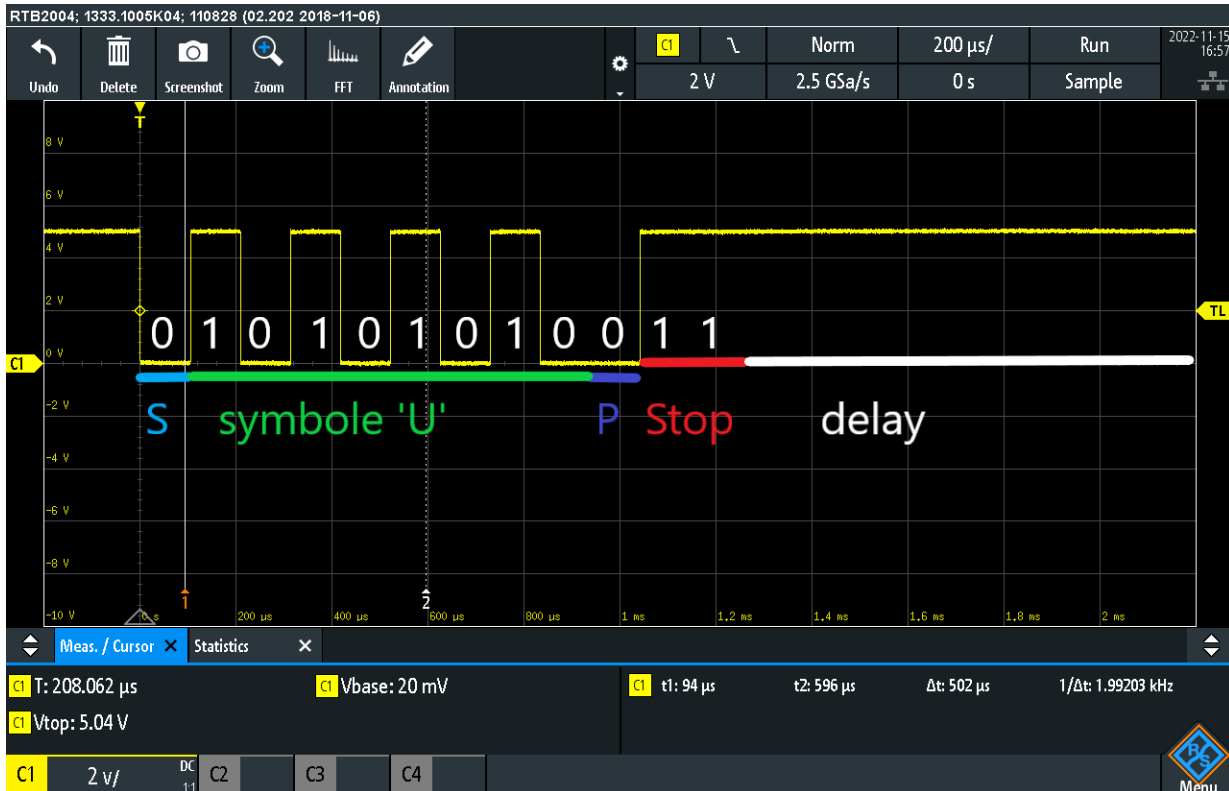 RTB2004; 1333.1005K04; 110828 (02.202 2018-11-06)
Undo Delete Screenshot Zoom FFT Annotation
C1 Norm 200 µs/ Run
2 V 2.5 GSa/s 0 s Sample
2022-11-15
16:57
T
8 V
6 V
4 V
2 V
TL
0 1 0 1 0 1 0 1 0 0 1 1
C1 0 V
-2 V
S symbole 'U' P Stop delay
-4 V
-6 V
-8 V
1 2
-10 V 0 s 200 µs 400 µs 600 µs 800 µs 1 ms 1.2 ms 1.4 ms 1.6 ms 1.8 ms 2 ms
Meas. / Cursor Statistics
C1 T: 208.062 µs C1 Vbase: 20 mV C1 t1: 94 µs t2: 596 µs Δt: 502 µs 1/Δt: 1.99203 kHz
C1 Vtop: 5.04 V
C1 2 V/ DC 1:1 C2 C3 C4 R S Menu